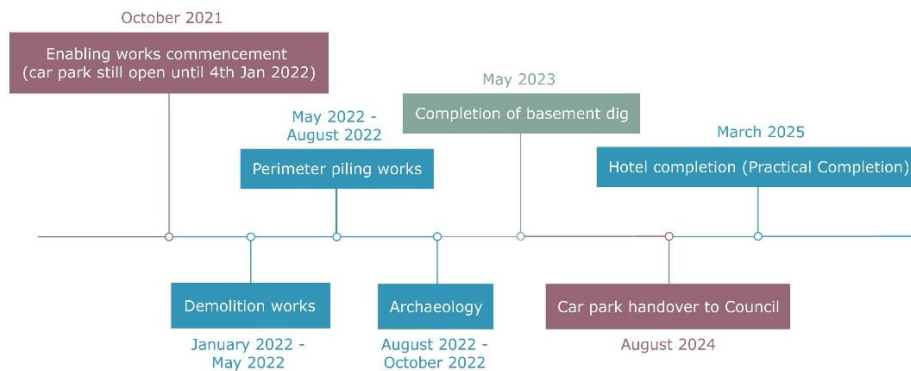 October 2021
Enabling works commencement
(car park still open until 4th Jan 2022)
Demolition works
January 2022 -
May 2022
May 2022 -
August 2022
Perimeter piling works
Archaeology
August 2022 -
October 2022
May 2023
Completion of basement dig
Car park handover to Council
August 2024
March 2025
Hotel completion (Practical Completion)